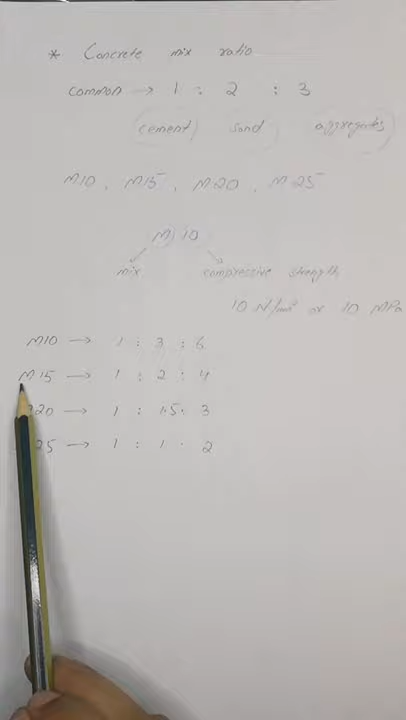 * Concrete mix ratio
common → 1 : 2 : 3
cement sand aggregates
M10, M15, M20, M25
M 10
mix compressive strength
10 N/mm² or 10 MPa
M10 → 1 : 3 : 6
M15 → 1 : 2 : 4
20 → 1 : 1.5 : 3
25 → 1 : 1 : 2